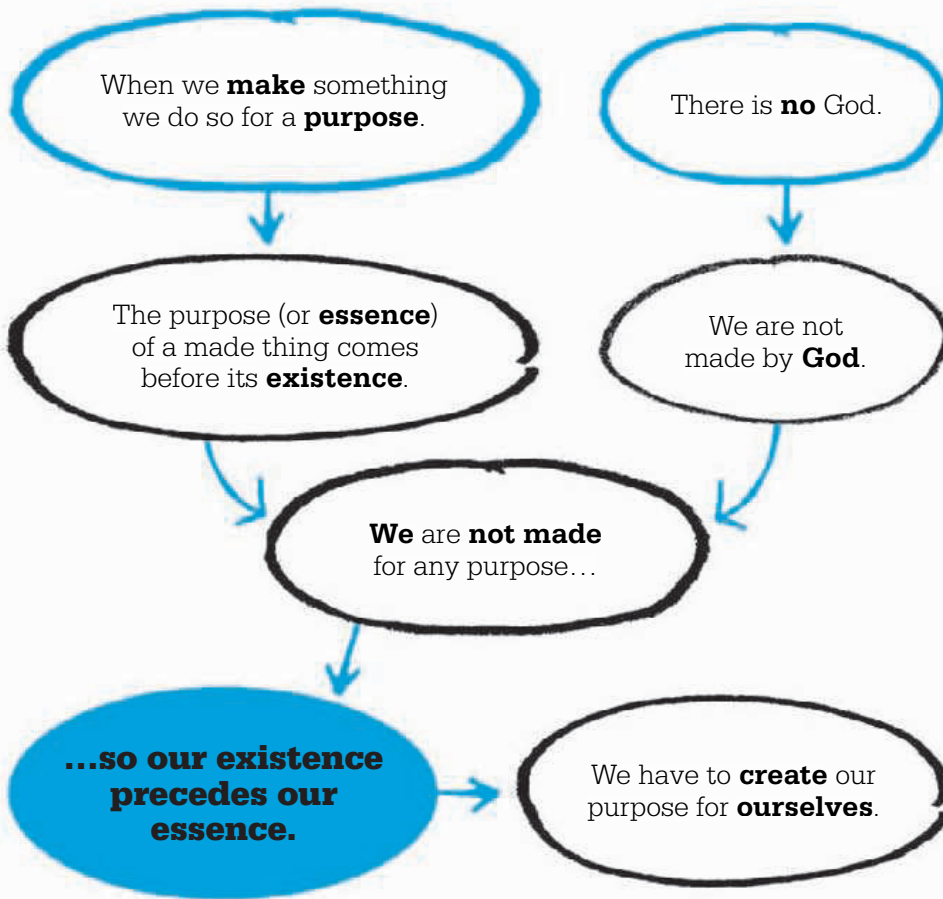 When we make something
we do so for a purpose.
There is no God.
The purpose (or essence)
of a made thing comes
before its existence.
We are not
made by God.
We are not made
for any purpose…
…so our existence
precedes our
essence.
We have to create our
purpose for ourselves.